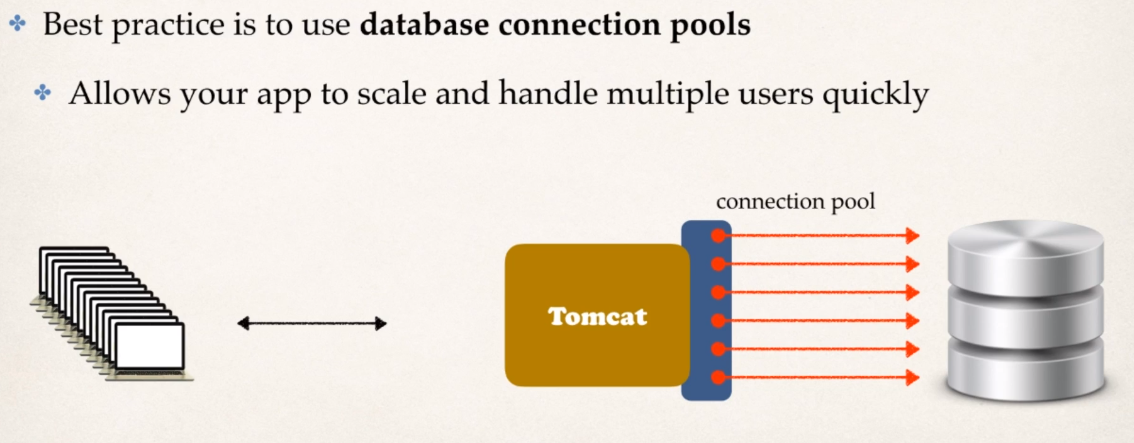 Best practice is to use database connection pools
Allows your app to scale and handle multiple users quickly
connection pool
Tomcat